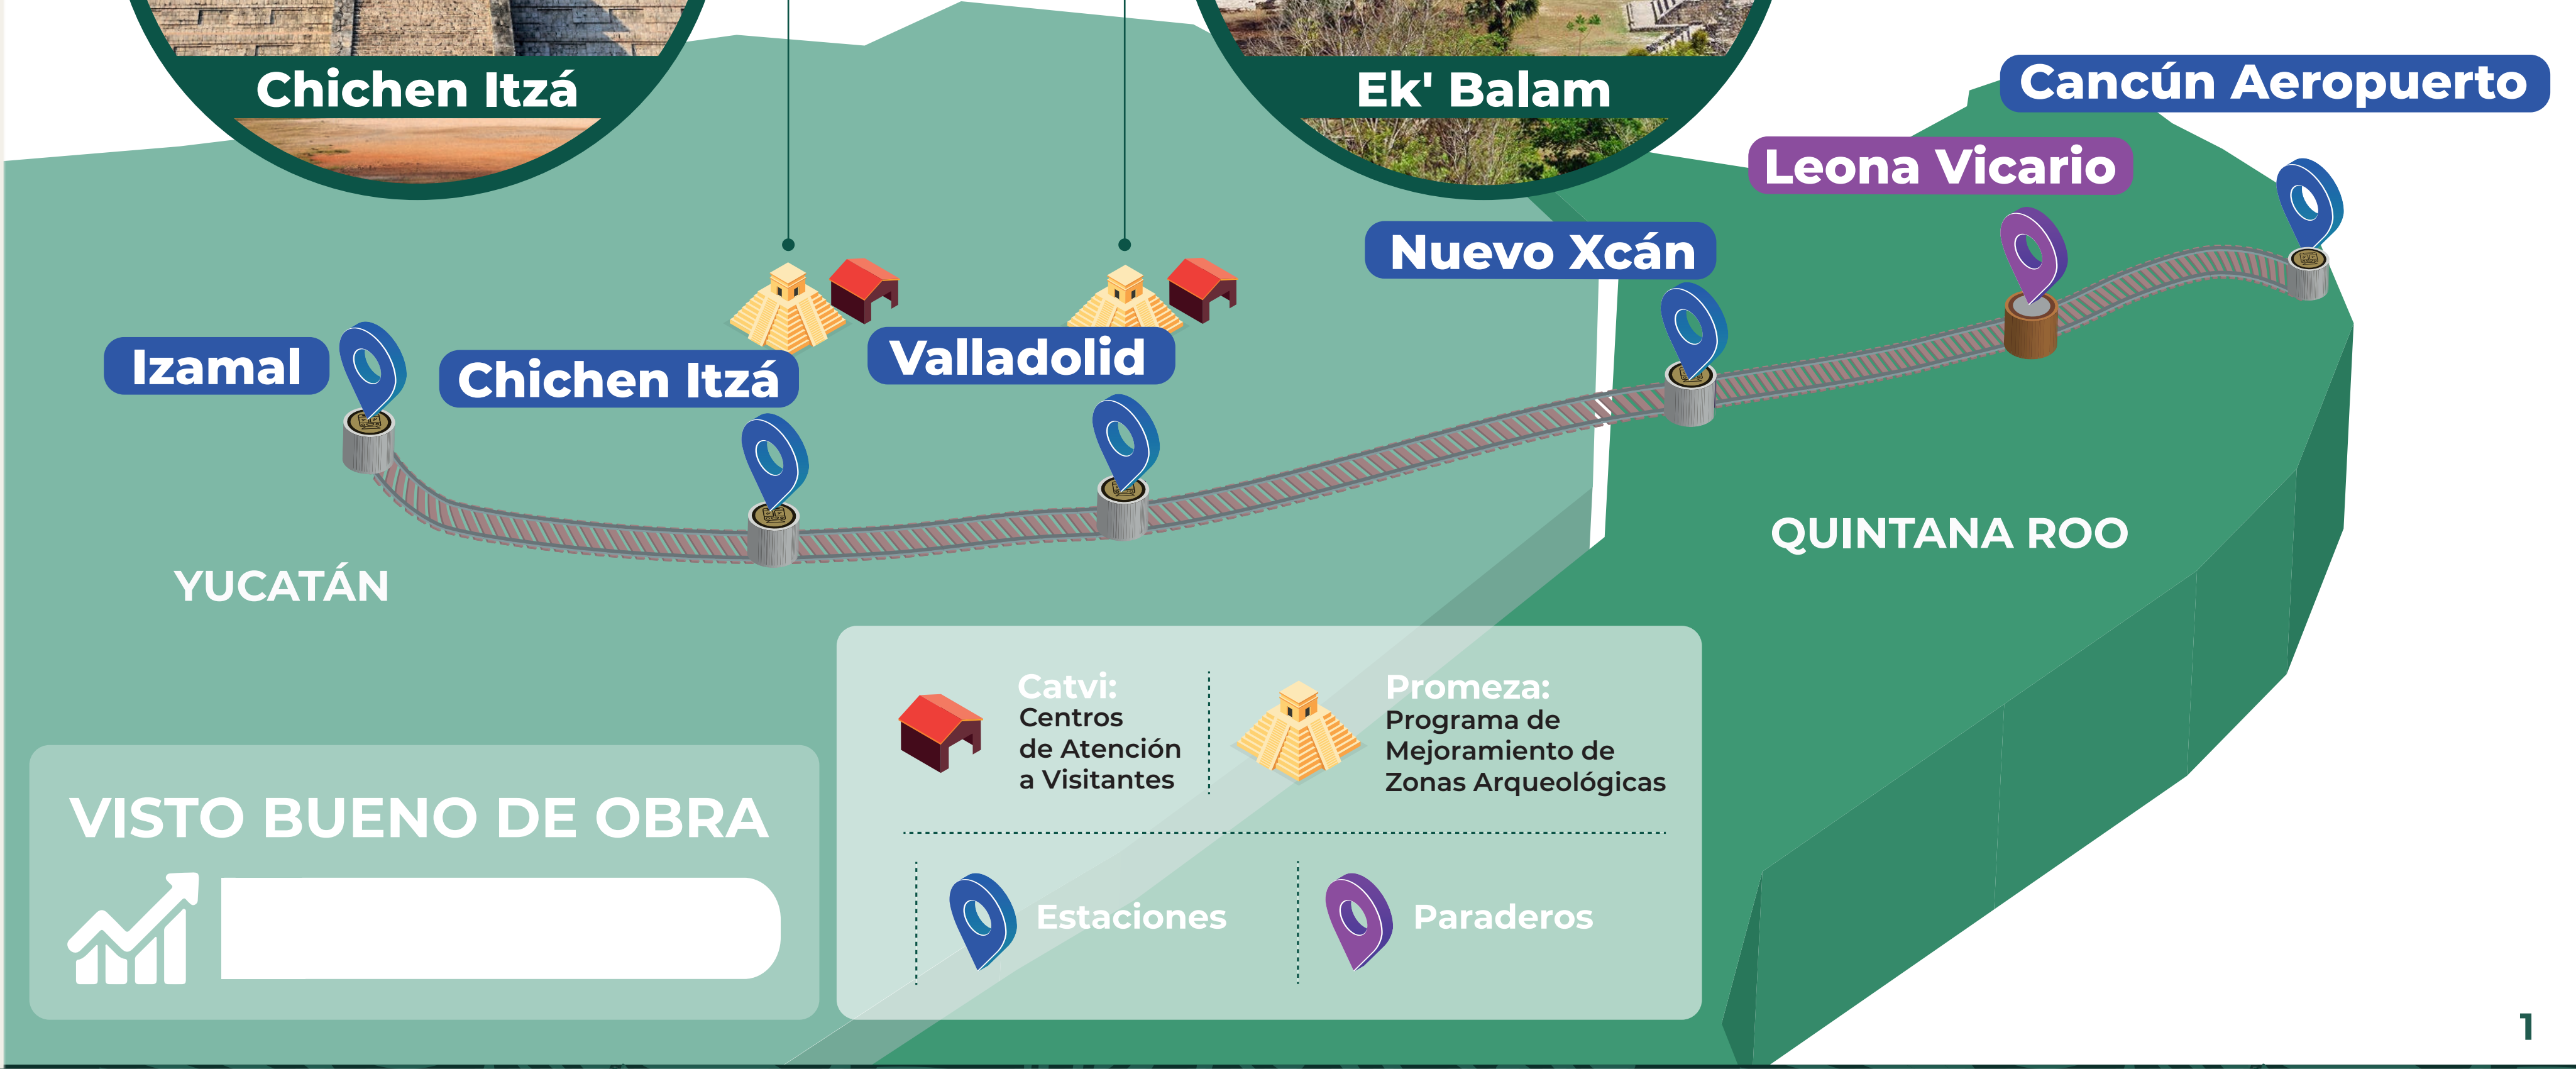 Chichen Itzá
Ek' Balam
Cancún Aeropuerto
Leona Vicario
Nuevo Xcán
Izamal
Chichen Itzá
Valladolid
YUCATÁN
QUINTANA ROO
VISTO BUENO DE OBRA
Catvi:
Centros
de Atención
a Visitantes
Promeza:
Programa de
Mejoramiento de
Zonas Arqueológicas
Estaciones
Paraderos
1